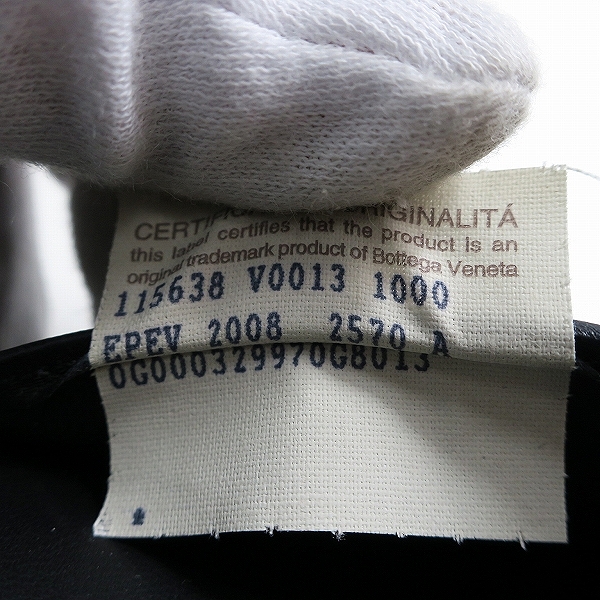 ORIGINALITÁ
this label certifies that the product is an
original trademark product of Bottega Veneta
115638 V0013 1000
EPEV 2008 2570 A
0G000329970G8013